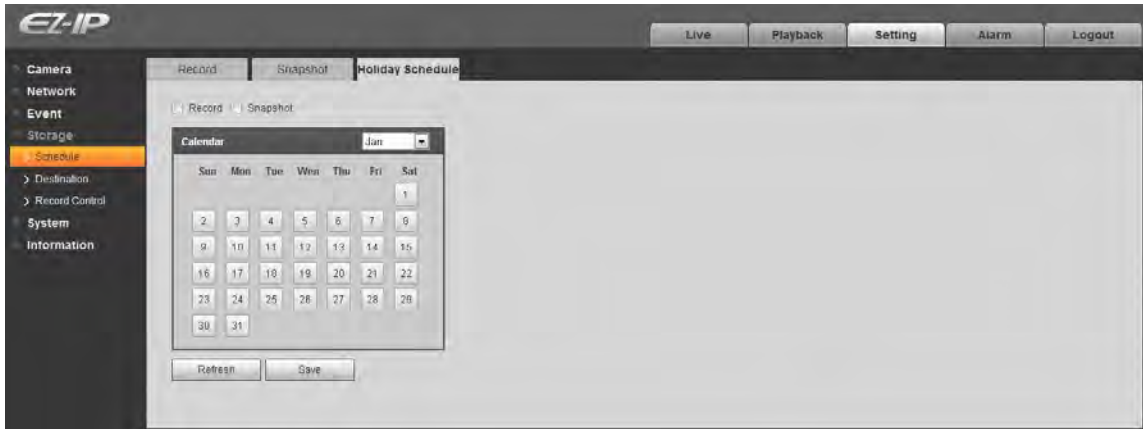 EZ-IP
Live Playback Setting Alarm Logout
Camera
Network
Event
Storage
Schedule
Destination
Record Control
System
Information
Record Snapshot Holiday Schedule
Record Snapshot
Calendar Jan
Sun Mon Tue Wen Thu Fri Sat
1
2 3 4 5 6 7 8
9 10 11 12 13 14 15
16 17 18 19 20 21 22
23 24 25 26 27 28 29
30 31
Refresh Save